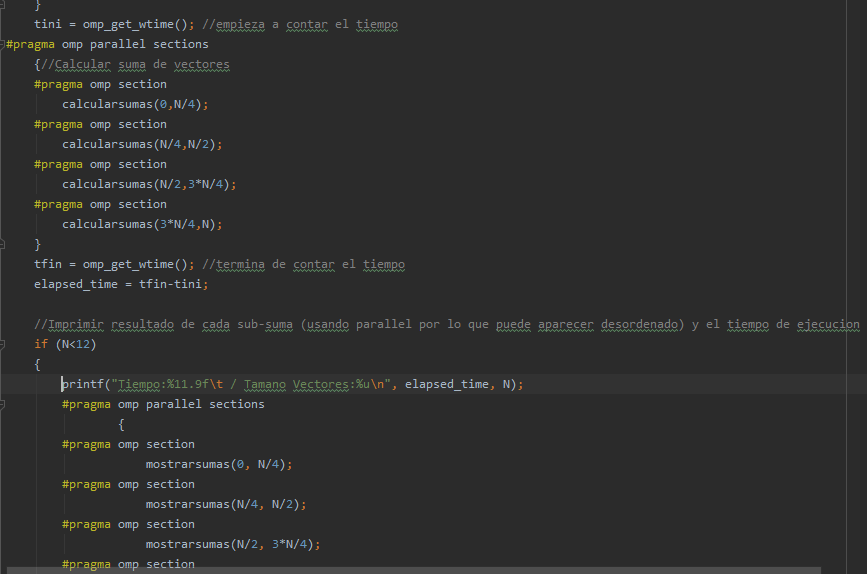 }
tini = omp_get_wtime(); //empieza a contar el tiempo
#pragma omp parallel sections
{//Calcular suma de vectores
#pragma omp section
calcularsumas(0,N/4);
#pragma omp section
calcularsumas(N/4,N/2);
#pragma omp section
calcularsumas(N/2,3*N/4);
#pragma omp section
calcularsumas(3*N/4,N);
}
tfin = omp_get_wtime(); //termina de contar el tiempo
elapsed_time = tfin-tini;
//Imprimir resultado de cada sub-suma (usando parallel por lo que puede aparecer desordenado) y el tiempo de ejecucion
if (N<12)
{
printf("Tiempo:%11.9f\t / Tamano Vectores:%u\n", elapsed_time, N);
#pragma omp parallel sections
{
#pragma omp section
mostrarsumas(0, N/4);
#pragma omp section
mostrarsumas(N/4, N/2);
#pragma omp section
mostrarsumas(N/2, 3*N/4);
#pragma omp section